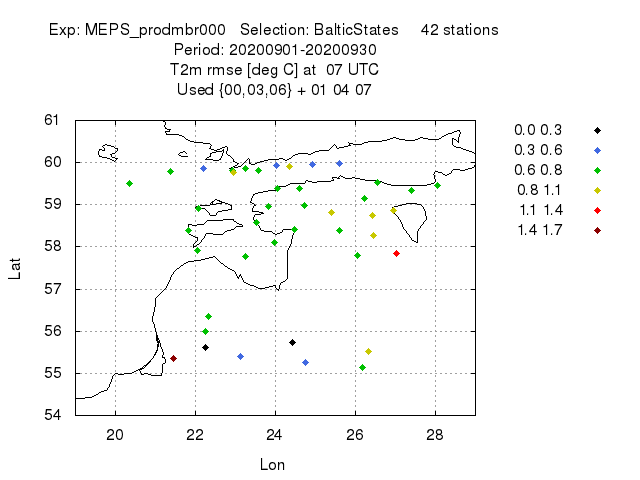 Exp: MEPS_prodmbr000   Selection: BalticStates     42 stations
Period: 20200901-20200930
T2m rmse [deg C] at  07 UTC
Used {00,03,06} + 01 04 07
61
60
59
58
57
56
55
54
Lat
20 22 24 26 28
Lon
0.0 0.3
0.3 0.6
0.6 0.8
0.8 1.1
1.1 1.4
1.4 1.7